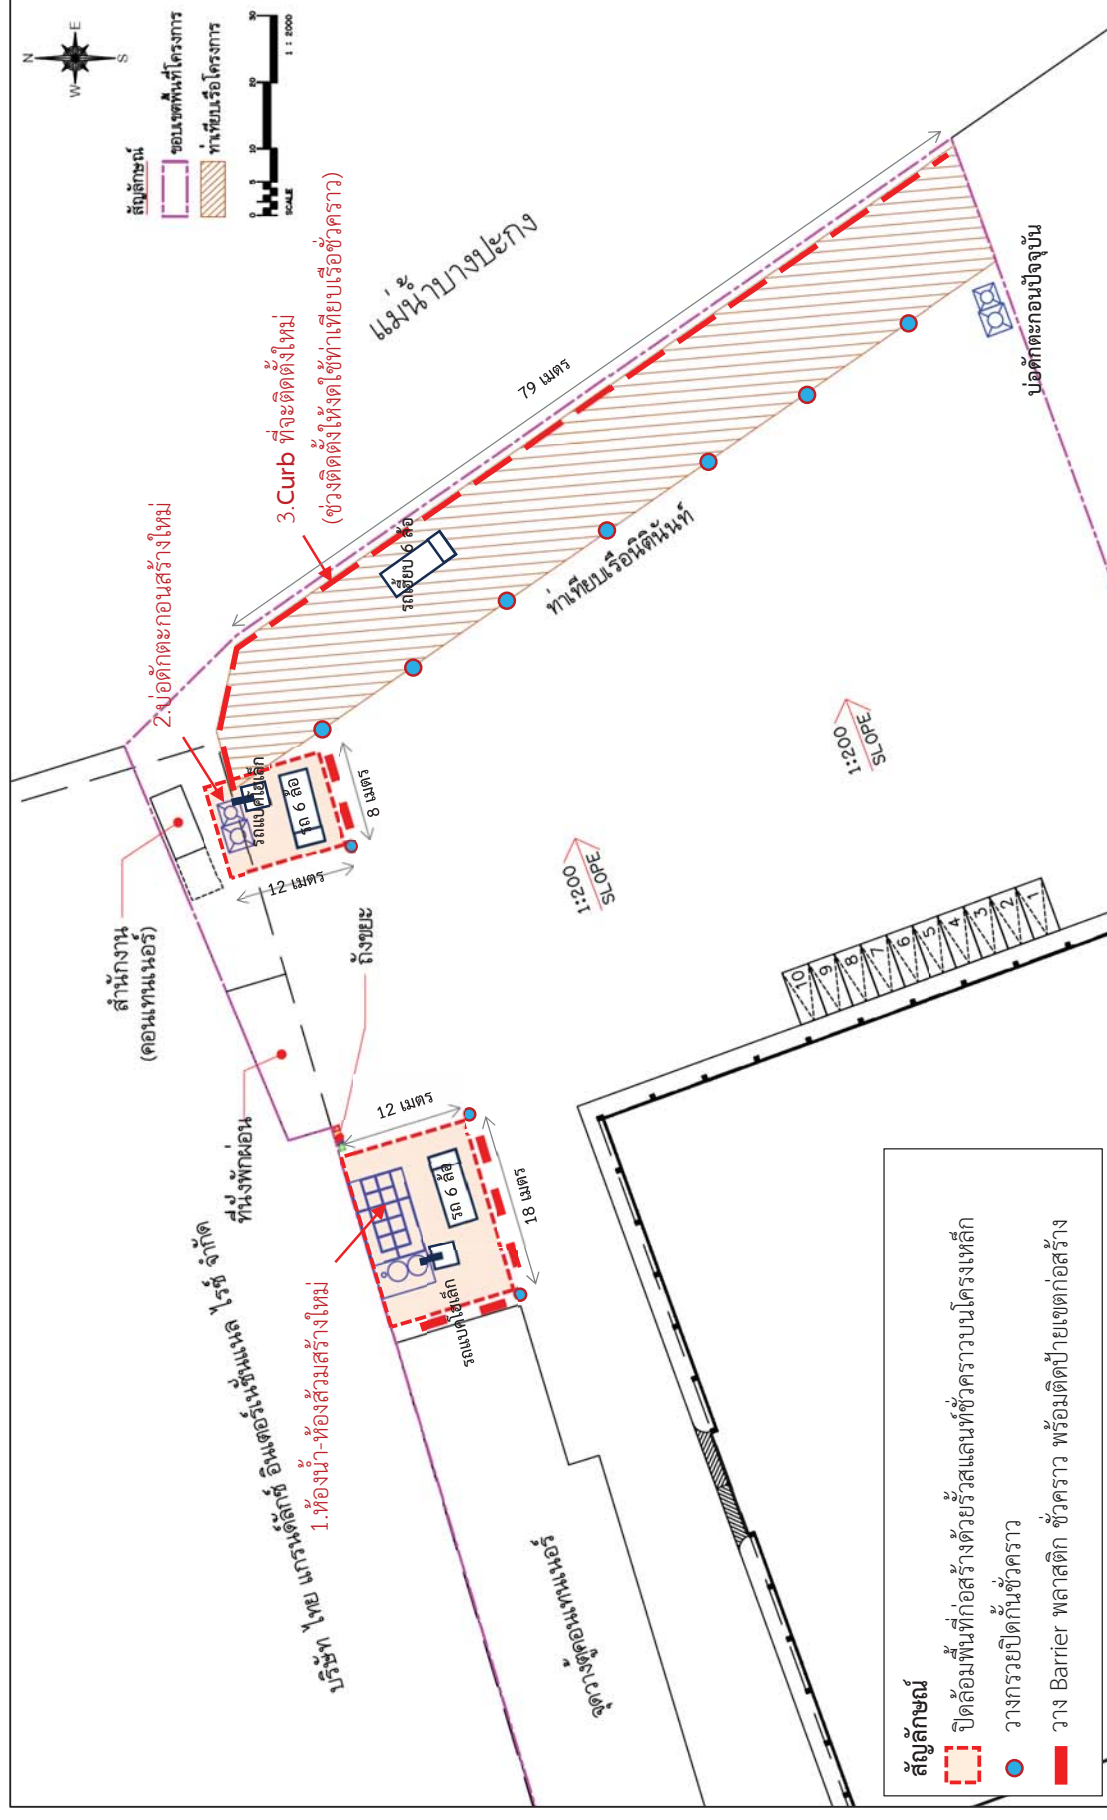 N
E
S
W
สัญลักษณ์
ขอบเขตพื้นที่โครงการ
ท่าเทียบเรือโครงการ
0 5 10 20 30
SCALE
1 : 2000
แม่น้ำบางปะกง
3.Curb ที่จะติดตั้งใหม่
(ช่วงติดตั้งให้งดใช้ท่าเทียบเรือชั่วคราว)
79 เมตร
2.บ่อดักตะกอนสร้างใหม่
รถเฮี๊ยบ 6 ล้อ
ท่าเทียบเรือนิตินันท์
บ่อดักตะกอนปัจจุบัน
รถแบคโฮเล็ก
รถ 6 ล้อ
8 เมตร
12 เมตร
สำนักงาน
(คอนเทนเนอร์)
ถังขยะ
ที่นั่งพักผ่อน
1:200
SLOPE
1:200
SLOPE
10
9
8
7
6
5
4
3
2
1
12 เมตร
18 เมตร
รถ 6 ล้อ
รถแบคโฮเล็ก
1.ห้องน้ำ-ห้องส้วมสร้างใหม่
บริษัท ไทย แกรนด์ลักซ์ อินเตอร์เนชั่นแนล ไรซ์ จำกัด
จุดวางตู้คอนเทนเนอร์
สัญลักษณ์
ปิดล้อมพื้นที่ก่อสร้างด้วยรั้วสแลนท์ชั่วคราวบนโครงเหล็ก
วางกรวยปิดกั้นชั่วคราว
วาง Barrier พลาสติก ชั่วคราว พร้อมติดป้ายเขตก่อสร้าง